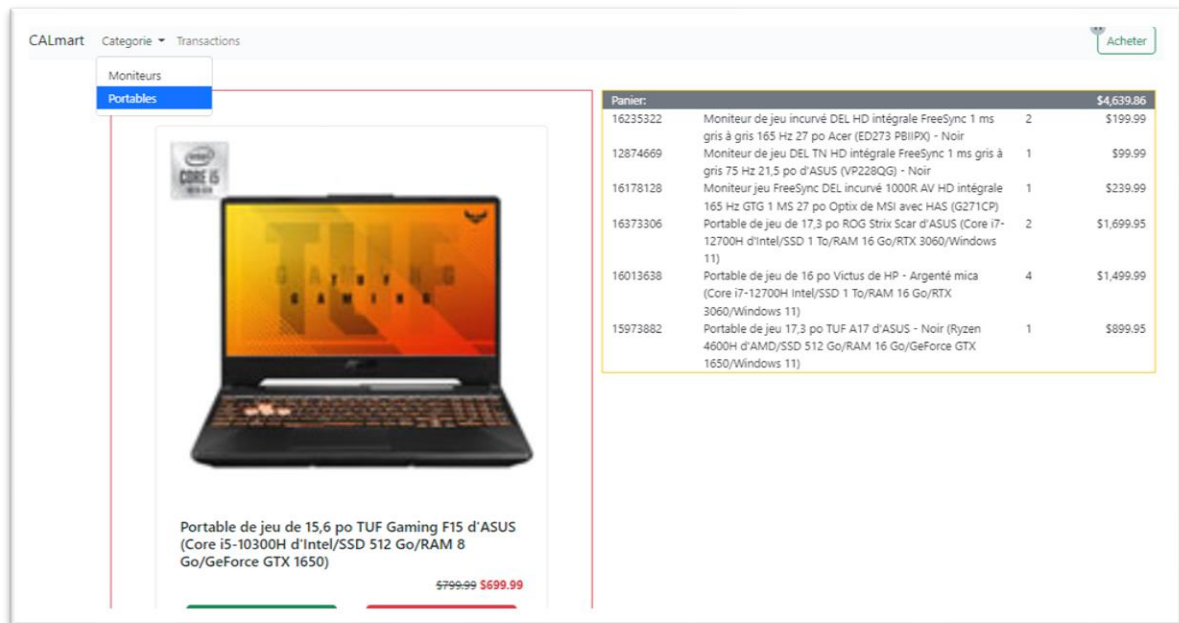 CALmart Categorie Transactions Acheter
Moniteurs
Portables
Panier: $4,639.86
16235322 Moniteur de jeu incurvé DEL HD intégrale FreeSync 1 ms 2 $199.99
gris à gris 165 Hz 27 po Acer (ED273 PBIIPX) - Noir
12874669 Moniteur de jeu DEL TN HD intégrale FreeSync 1 ms gris à 1 $99.99
gris 75 Hz 21,5 po d'ASUS (VP228QG) - Noir
16178128 Moniteur jeu FreeSync DEL incurvé 1000R AV HD intégrale 1 $239.99
165 Hz GTG 1 MS 27 po Optix de MSI avec HAS (G271CP)
16373306 Portable de jeu de 17,3 po ROG Strix Scar d'ASUS (Core i7- 2 $1,699.95
12700H d'Intel/SSD 1 To/RAM 16 Go/RTX 3060/Windows
11)
16013638 Portable de jeu de 16 po Victus de HP - Argenté mica 4 $1,499.99
(Core i7-12700H Intel/SSD 1 To/RAM 16 Go/RTX
3060/Windows 11)
15973882 Portable de jeu 17,3 po TUF A17 d'ASUS - Noir (Ryzen 1 $899.95
4600H d'AMD/SSD 512 Go/RAM 16 Go/GeForce GTX
1650/Windows 11)
intel
CORE i5
TUF
GAMING
Portable de jeu de 15,6 po TUF Gaming F15 d'ASUS
(Core i5-10300H d'Intel/SSD 512 Go/RAM 8
Go/GeForce GTX 1650)
$799.99 $699.99